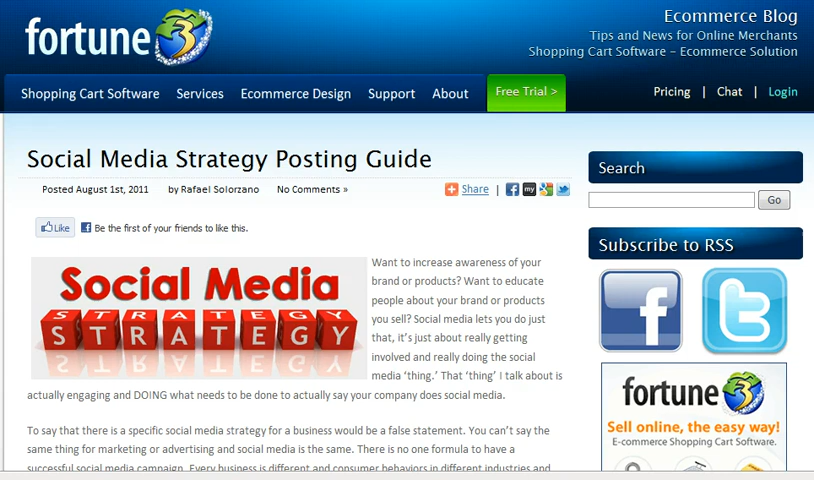 fortune 3
Ecommerce Blog
Tips and News for Online Merchants
Shopping Cart Software – Ecommerce Solution
Shopping Cart Software Services Ecommerce Design Support About Free Trial > Pricing | Chat | Login
Social Media Strategy Posting Guide
Posted August 1st, 2011 by Rafael Solorzano No Comments »
Share |
my
Like Be the first of your friends to like this.
Social Media
STRATEGY
Want to increase awareness of your
brand or products? Want to educate
people about your brand or products
you sell? Social media lets you do just
that, it's just about really getting
involved and really doing the social
media 'thing.' That 'thing' I talk about is
actually engaging and DOING what needs to be done to actually say your company does social media.
To say that there is a specific social media strategy for a business would be a false statement. You can't say the
same thing for marketing or advertising and social media is the same. There is no one formula to have a
successful social media campaign. Every business is different and consumer behaviors in different industries and
Search
Go
Subscribe to RSS
f
t
fortune 3
Sell online, the easy way!
E-commerce Shopping Cart Software.